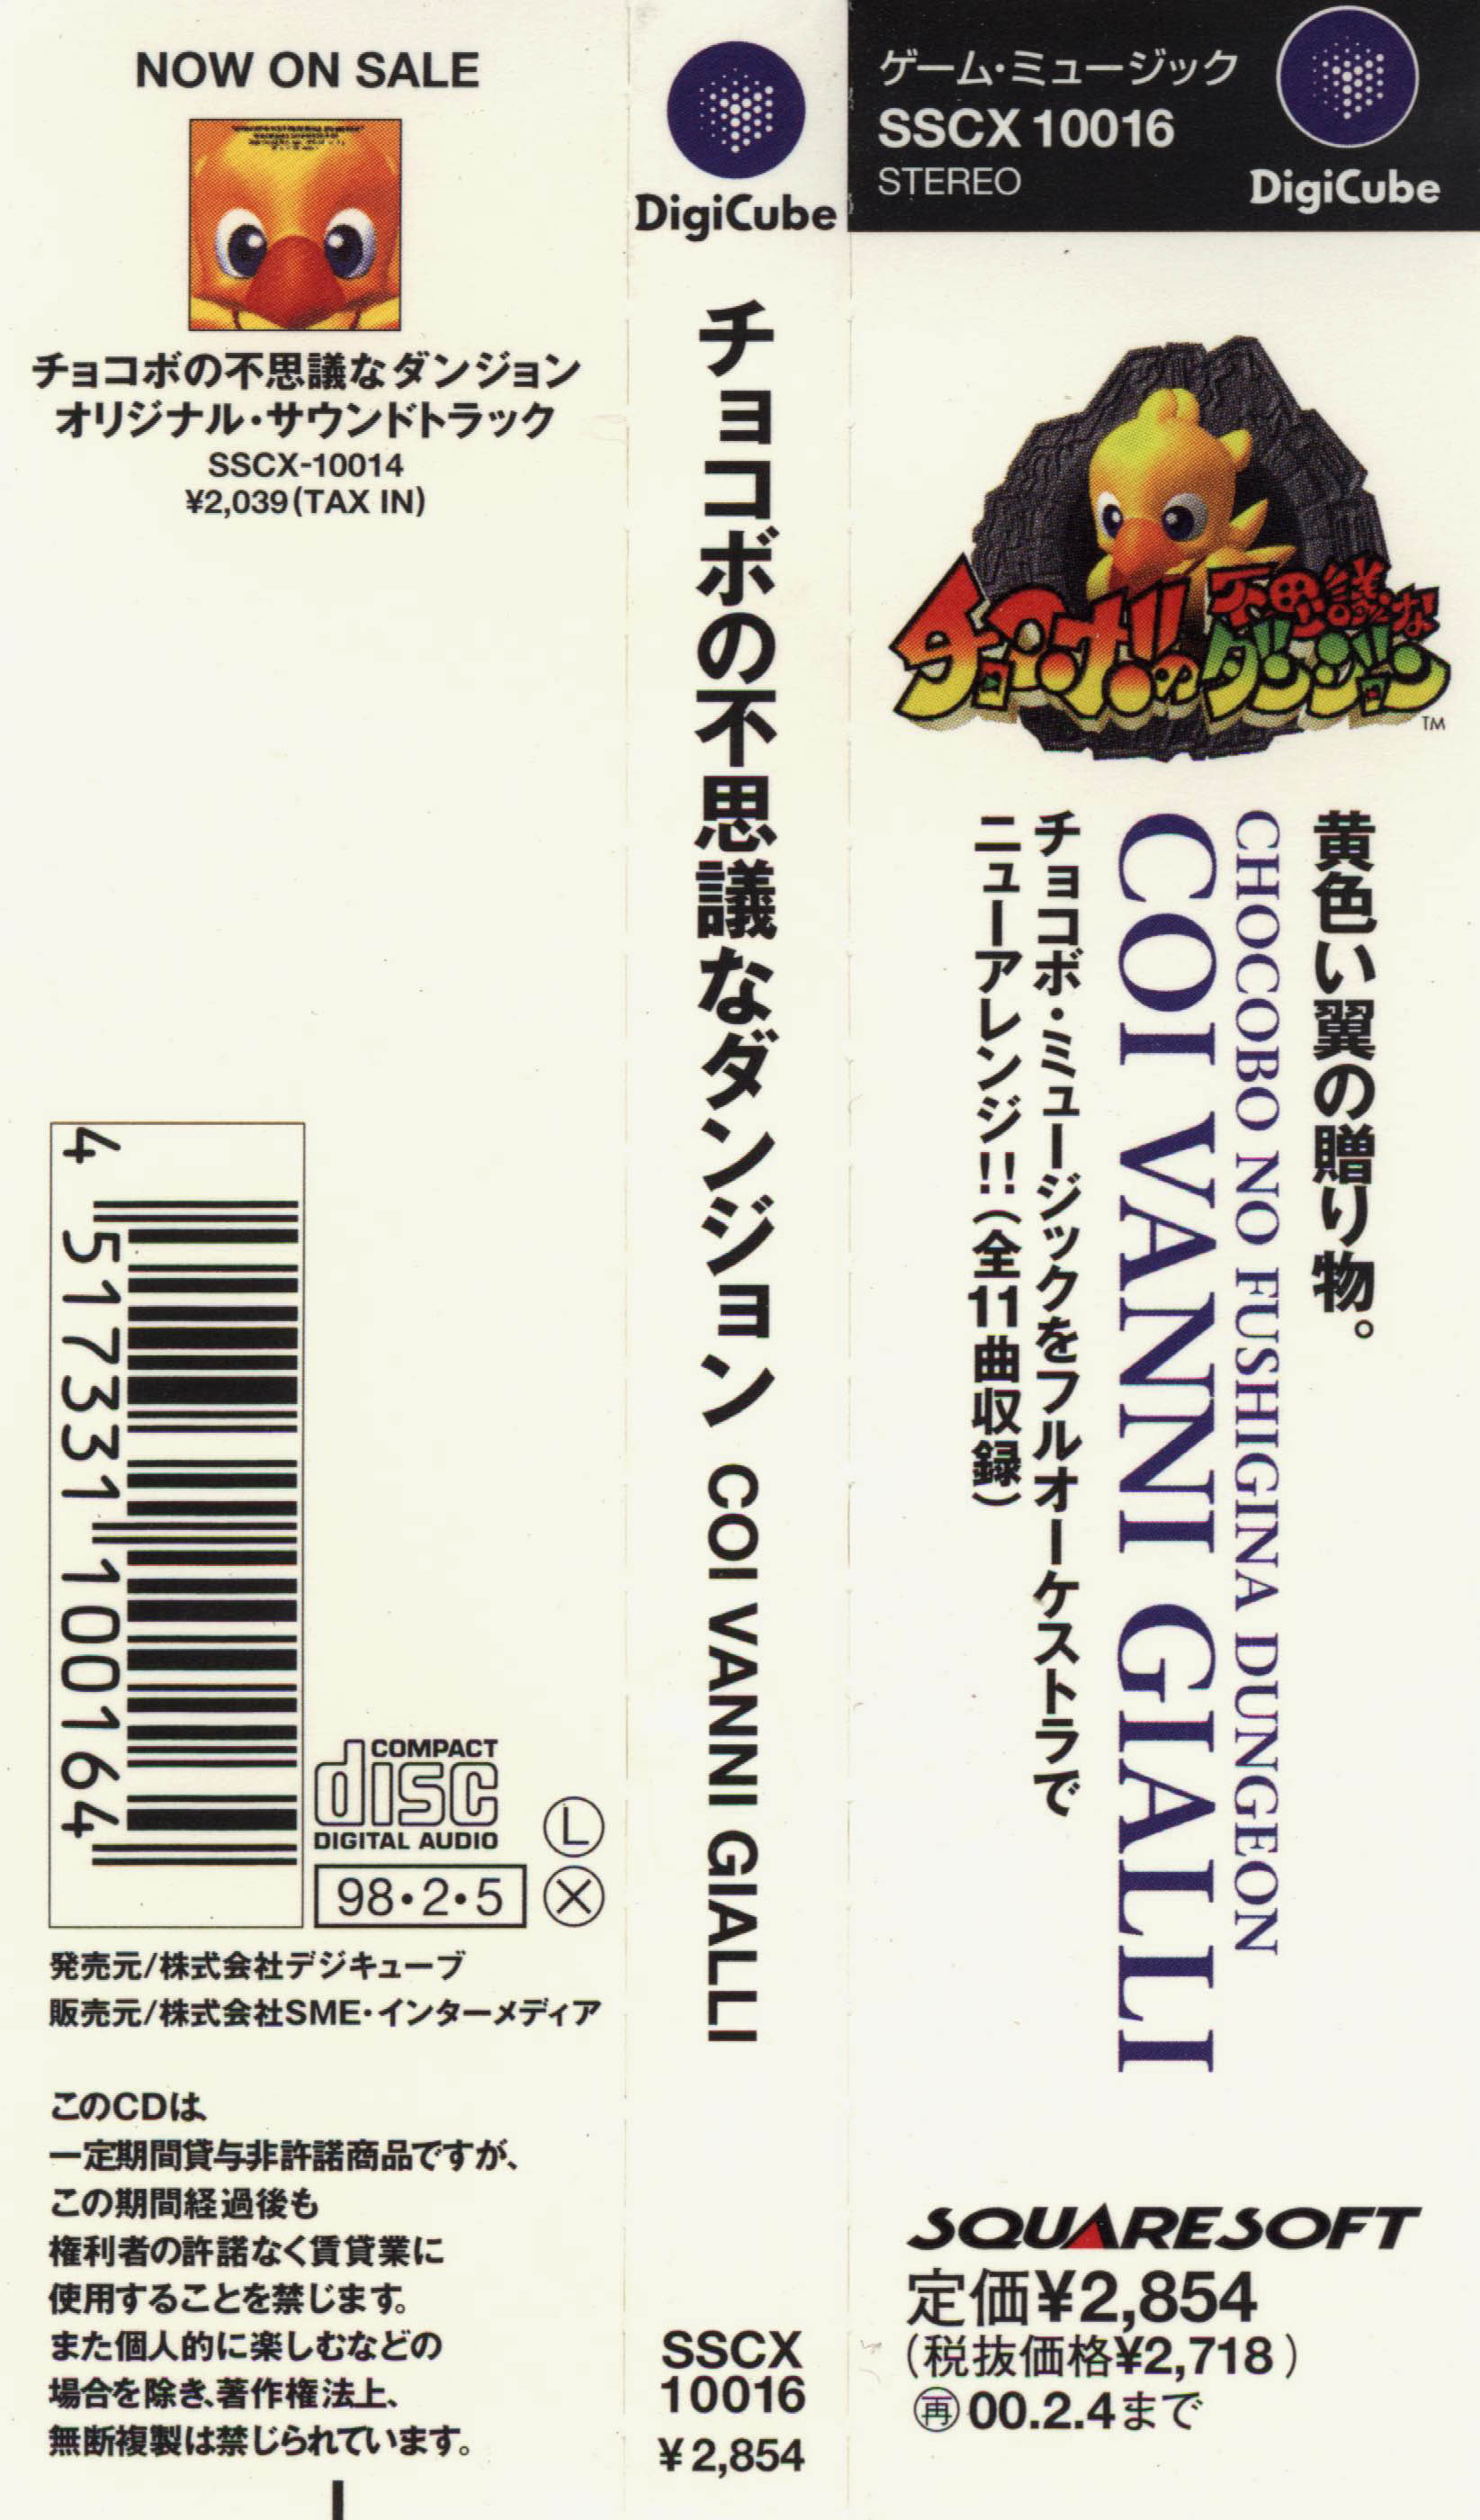 NOW ON SALE
チョコボの不思議なダンジョン
オリジナル・サウンドトラック
SSCX-10014
¥2,039(TAX IN)
4 517331 100164
COMPACT
disc
DIGITAL AUDIO
Ⓛ
98・2・5
Ⓧ
発売元/株式会社デジキューブ
販売元/株式会社SME・インターメディア
このCDは、
一定期間貸与非許諾商品ですが、
この期間経過後も
権利者の許諾なく賃貸業に
使用することを禁じます。
また個人的に楽しむなどの
場合を除き、著作権法上、
無断複製は禁じられています。
DigiCube
チョコボの不思議なダンジョン COI VANNI GIALLI
SSCX
10016
¥2,854
ゲーム・ミュージック
SSCX 10016
STEREO
DigiCube
チョコボの不思議なダンジョン
TM
黄色い翼の贈り物。
CHOCOBO NO FUSHIGINA DUNGEON
COI VANNI GIALLI
チョコボ・ミュージックをフルオーケストラで
ニューアレンジ!!(全11曲収録)
SQUARESOFT
定価¥2,854
(税抜価格¥2,718)
㊢00.2.4まで